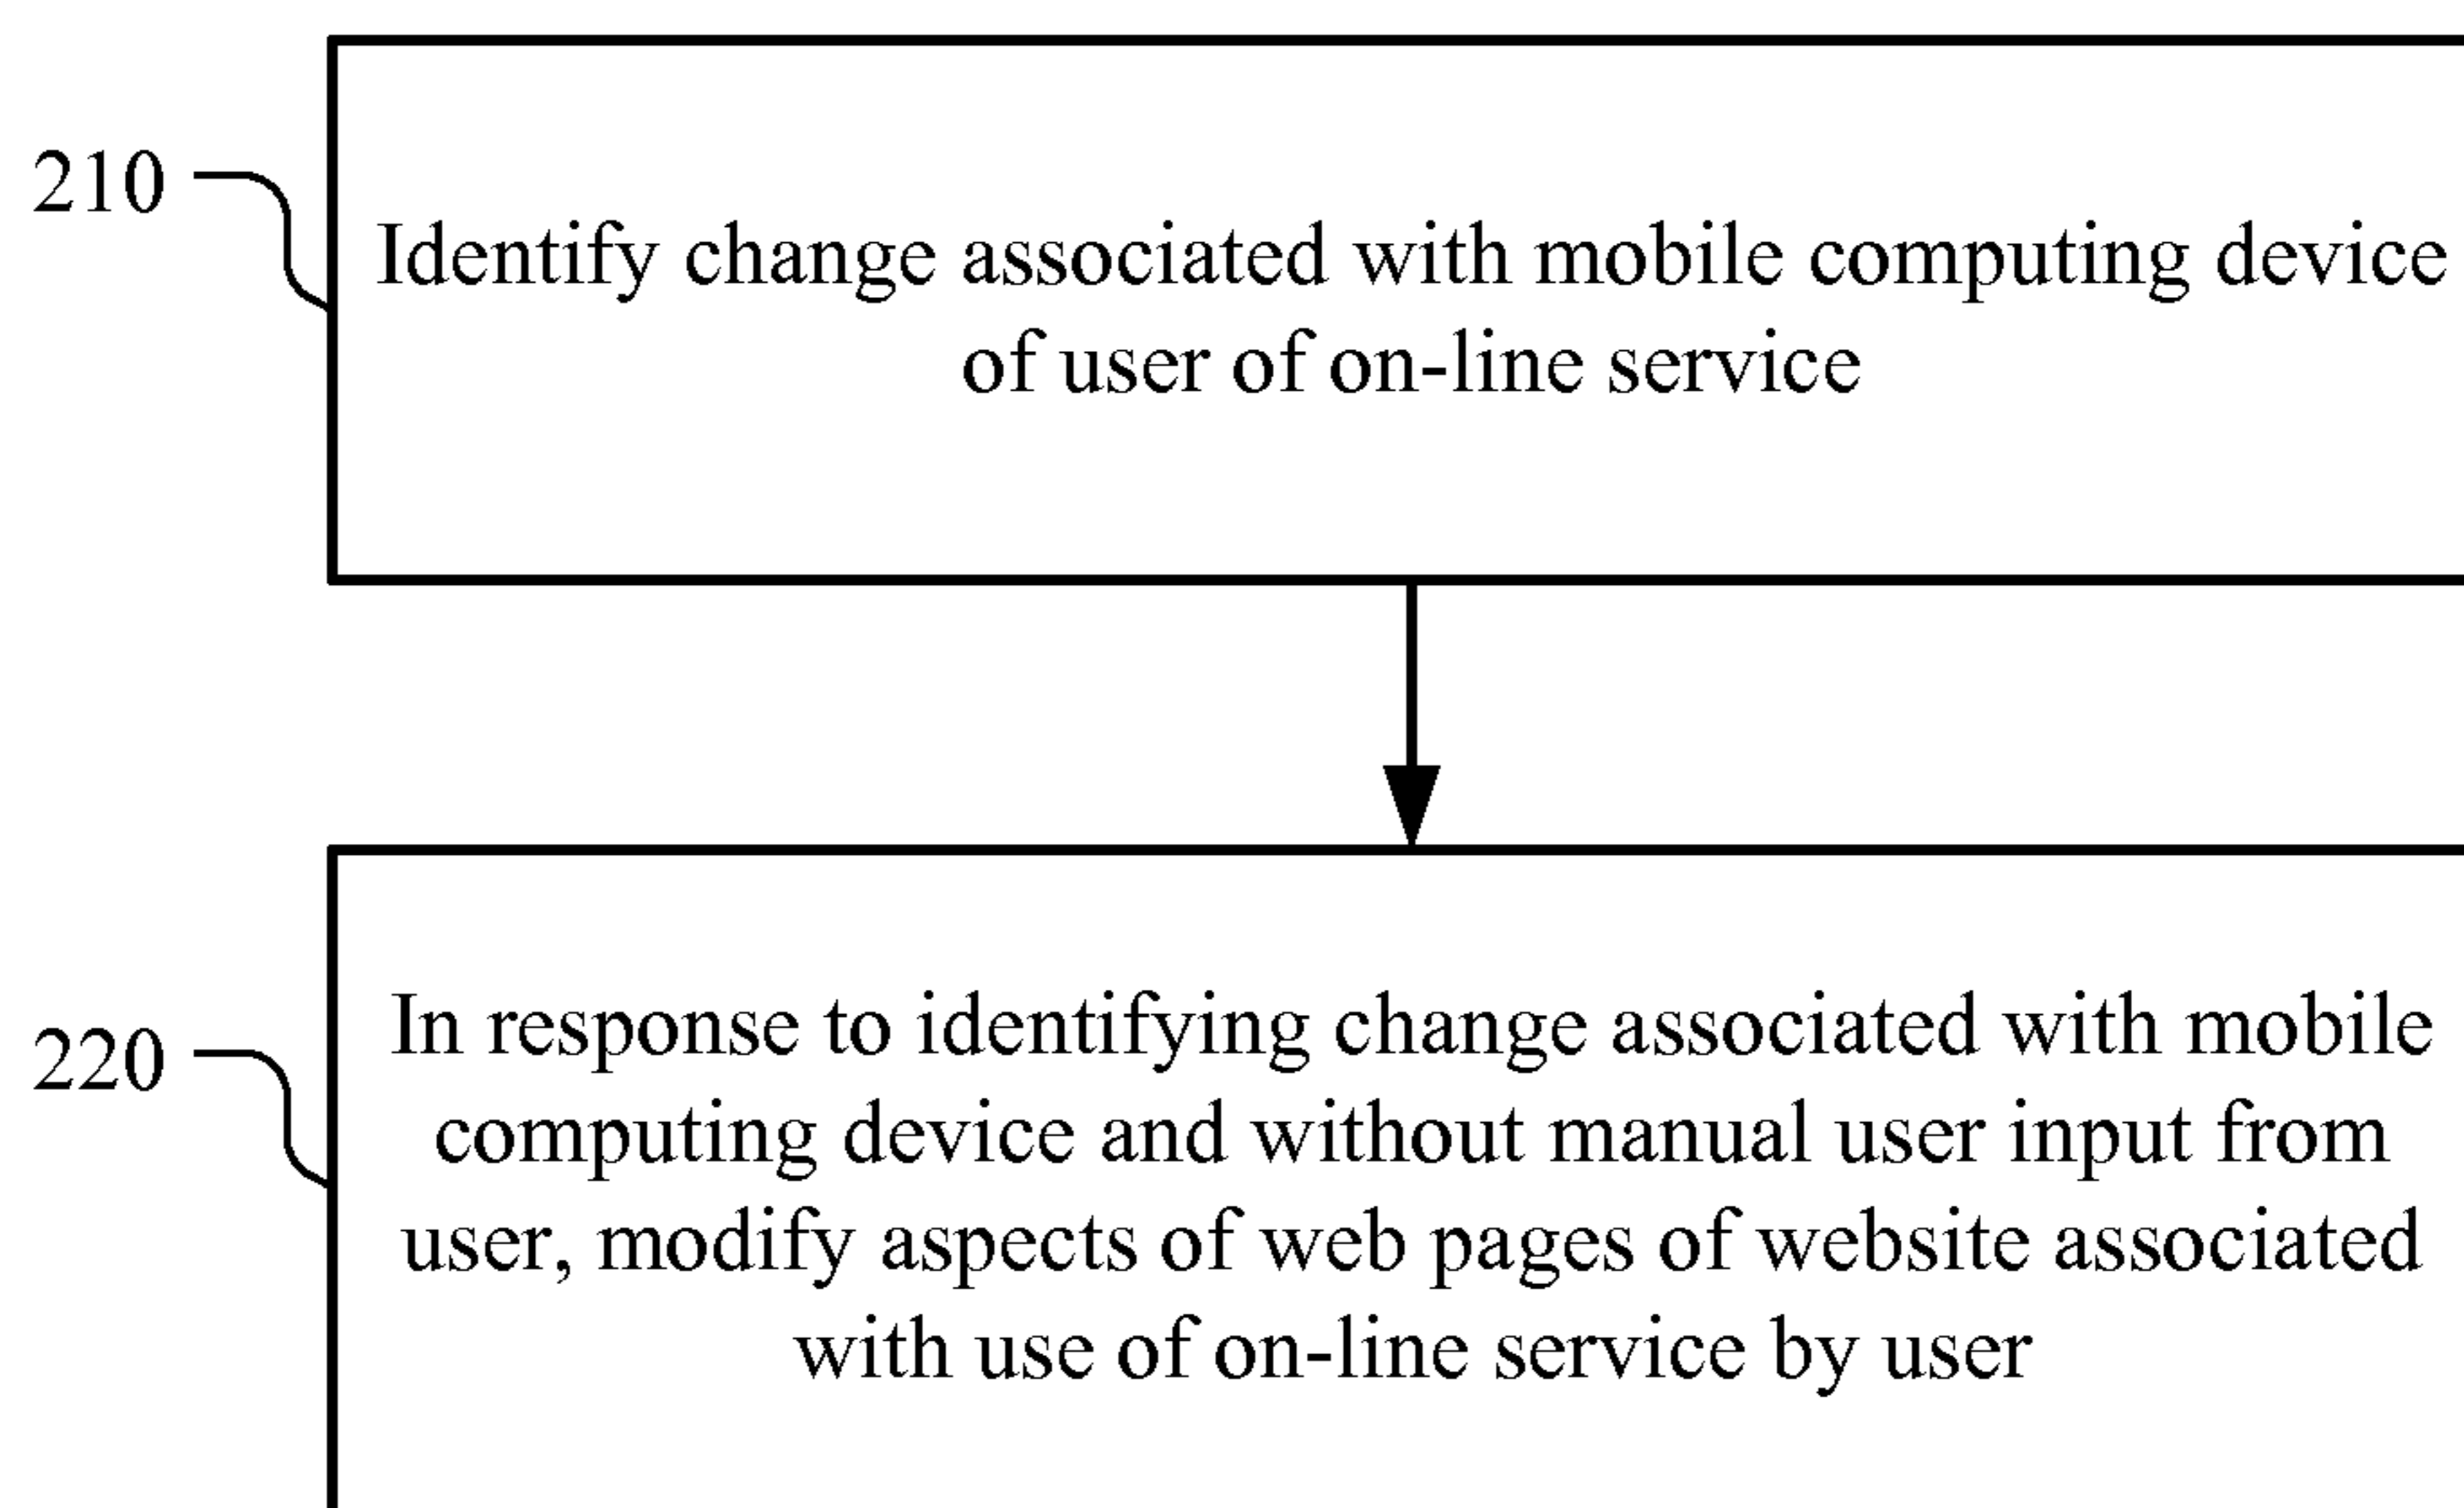 210
Identify change associated with mobile computing device
of user of on-line service
220
In response to identifying change associated with mobile
computing device and without manual user input from
user, modify aspects of web pages of website associated
with use of on-line service by user